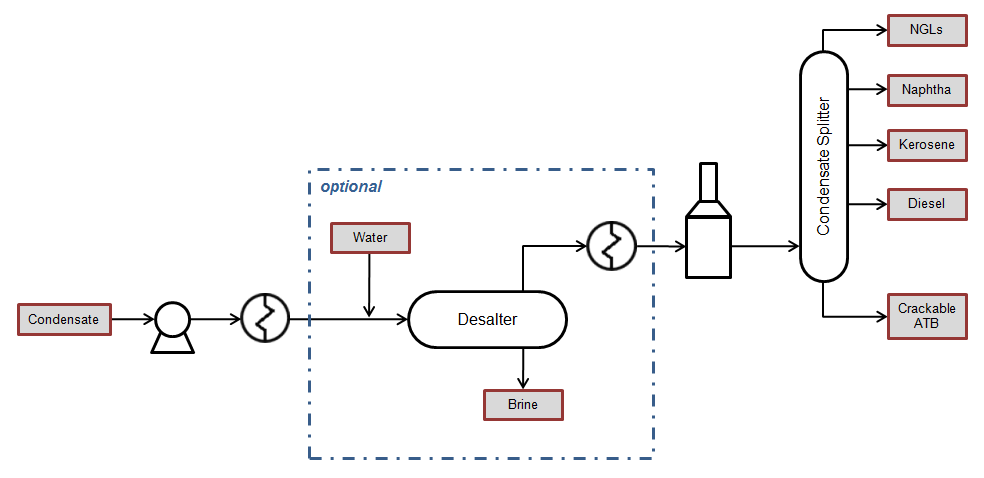 NGLs
Naphtha
Kerosene
Diesel
Crackable
ATB
Condensate Splitter
optional
Water
Condensate
Desalter
Brine